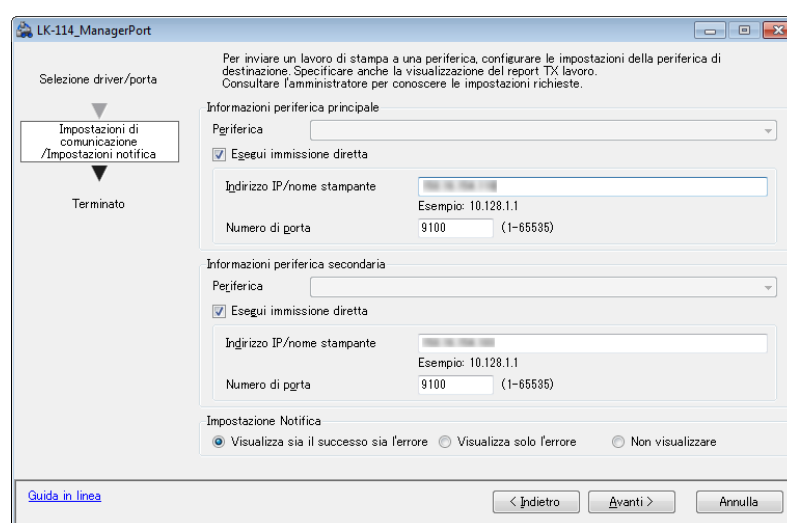 LK-114_ManagerPort
Per inviare un lavoro di stampa a una periferica, configurare le impostazioni della periferica di
destinazione. Specificare anche la visualizzazione del report TX lavoro.
Consultare l'amministratore per conoscere le impostazioni richieste.
Selezione driver/porta
Impostazioni di
comunicazione
/Impostazioni notifica
Terminato
Informazioni periferica principale
Periferica
Esegui immissione diretta
Indirizzo IP/nome stampante
Esempio: 10.128.1.1
Numero di porta 9100 (1-65535)
Informazioni periferica secondaria
Periferica
Esegui immissione diretta
Indirizzo IP/nome stampante
Esempio: 10.128.1.1
Numero di porta 9100 (1-65535)
Impostazione Notifica
Visualizza sia il successo sia l'errore Visualizza solo l'errore Non visualizzare
Guida in linea < Indietro Avanti > Annulla